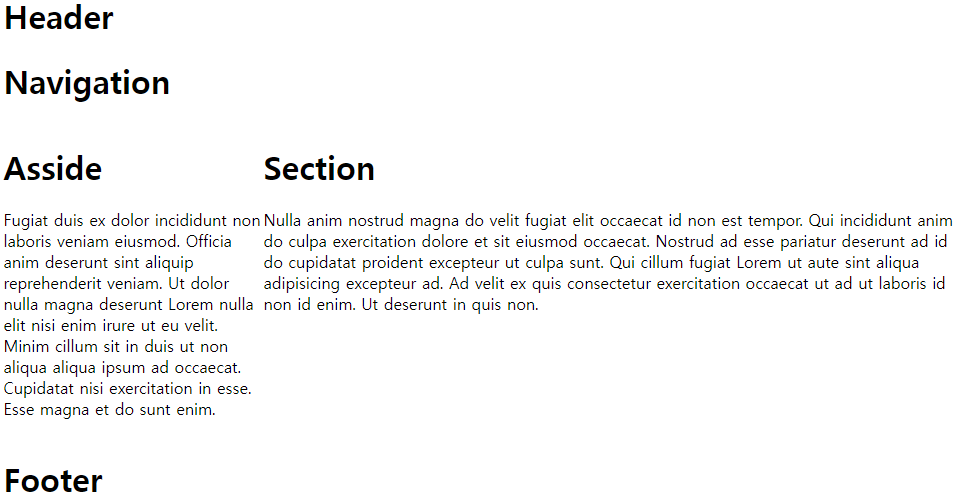 Header
Navigation
Asside
Fugiat duis ex dolor incididunt non
laboris veniam eiusmod. Officia
anim deserunt sint aliquip
reprehenderit veniam. Ut dolor
nulla magna deserunt Lorem nulla
elit nisi enim irure ut eu velit.
Minim cillum sit in duis ut non
aliqua aliqua ipsum ad occaecat.
Cupidatat nisi exercitation in esse.
Esse magna et do sunt enim.
Section
Nulla anim nostrud magna do velit fugiat elit occaecat id non est tempor. Qui incididunt anim
do culpa exercitation dolore et sit eiusmod occaecat. Nostrud ad esse pariatur deserunt ad id
do cupidatat proident excepteur ut culpa sunt. Qui cillum fugiat Lorem ut aute sint aliqua
adipisicing excepteur ad. Ad velit ex quis consectetur exercitation occaecat ut ad ut laboris id
non id enim. Ut deserunt in quis non.
Footer